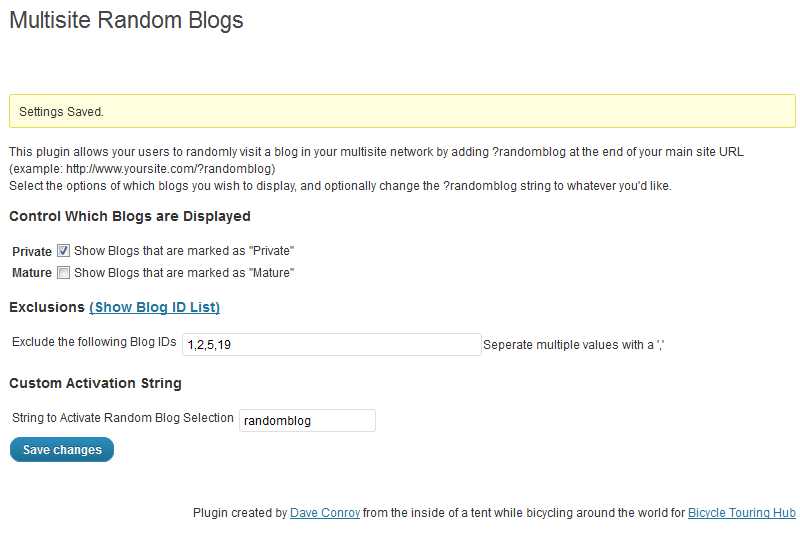 Multisite Random Blogs
Settings Saved.
This plugin allows your users to randomly visit a blog in your multisite network by adding ?randomblog at the end of your main site URL
(example: http://www.yoursite.com/?randomblog)
Select the options of which blogs you wish to display, and optionally change the ?randomblog string to whatever you'd like.
Control Which Blogs are Displayed
Private Show Blogs that are marked as "Private"
Mature Show Blogs that are marked as "Mature"
Exclusions (Show Blog ID List)
Exclude the following Blog IDs 1,2,5,19 Seperate multiple values with a ','
Custom Activation String
String to Activate Random Blog Selection randomblog
Save changes
Plugin created by Dave Conroy from the inside of a tent while bicycling around the world for Bicycle Touring Hub